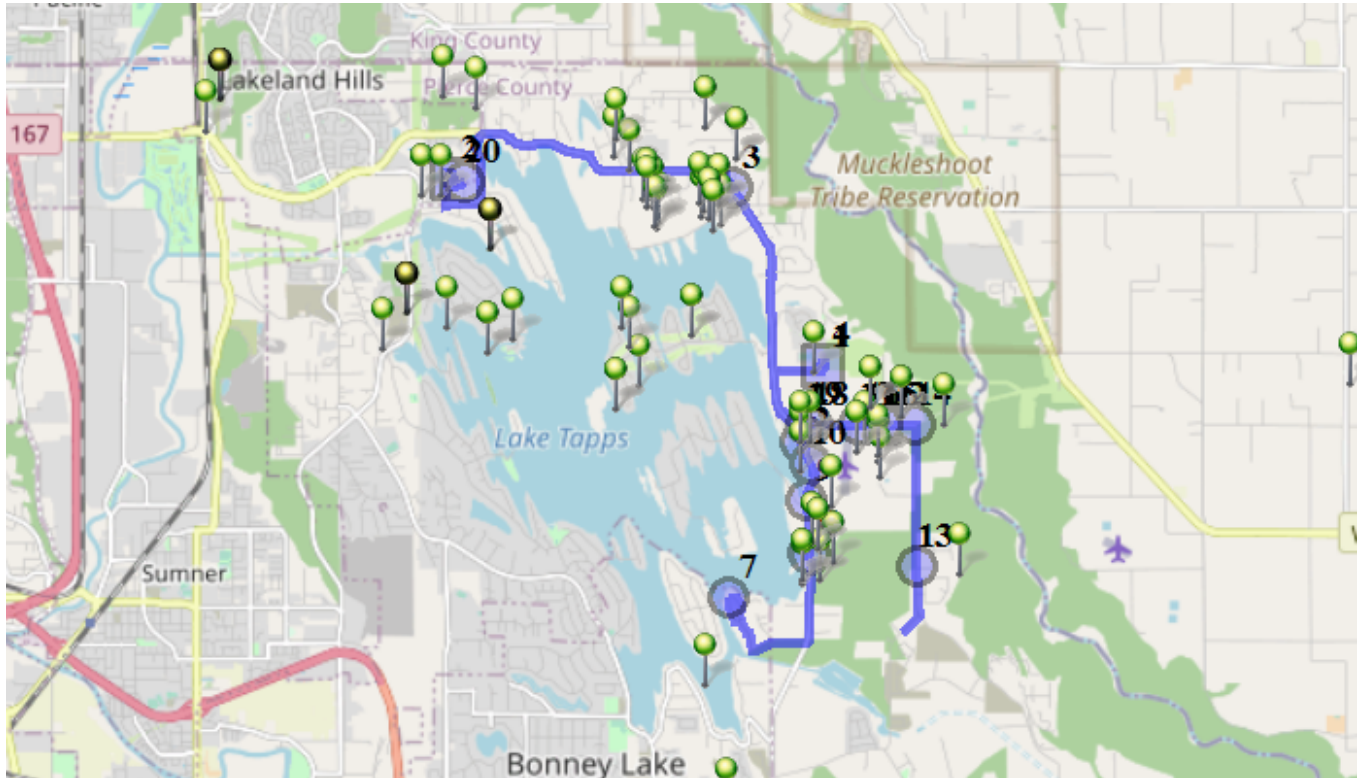 King County
Pierce County
Lakeland Hills
167
20
3
Muckleshoot
Tribe Reservation
4
Lake Tapps
13
7
Sumner
Bonney Lake